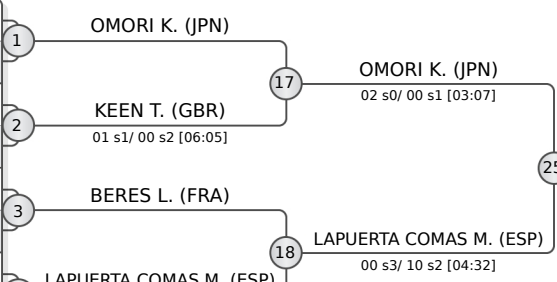 OMORI K. (JPN)
1
17
OMORI K. (JPN)
02 s0/ 00 s1 [03:07]
KEEN T. (GBR)
2
01 s1/ 00 s2 [06:05]
25
BERES L. (FRA)
3
18
LAPUERTA COMAS M. (ESP)
00 s3/ 10 s2 [04:32]
LAPUERTA COMAS M. (ESP)